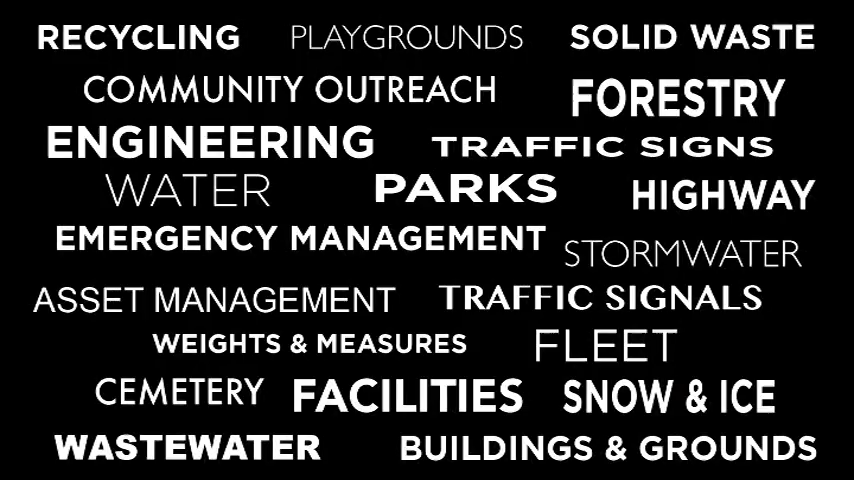 RECYCLING PLAYGROUNDS SOLID WASTE
COMMUNITY OUTREACH FORESTRY
ENGINEERING TRAFFIC SIGNS
WATER PARKS HIGHWAY
EMERGENCY MANAGEMENT STORMWATER
ASSET MANAGEMENT TRAFFIC SIGNALS
WEIGHTS & MEASURES FLEET
CEMETERY FACILITIES SNOW & ICE
WASTEWATER BUILDINGS & GROUNDS